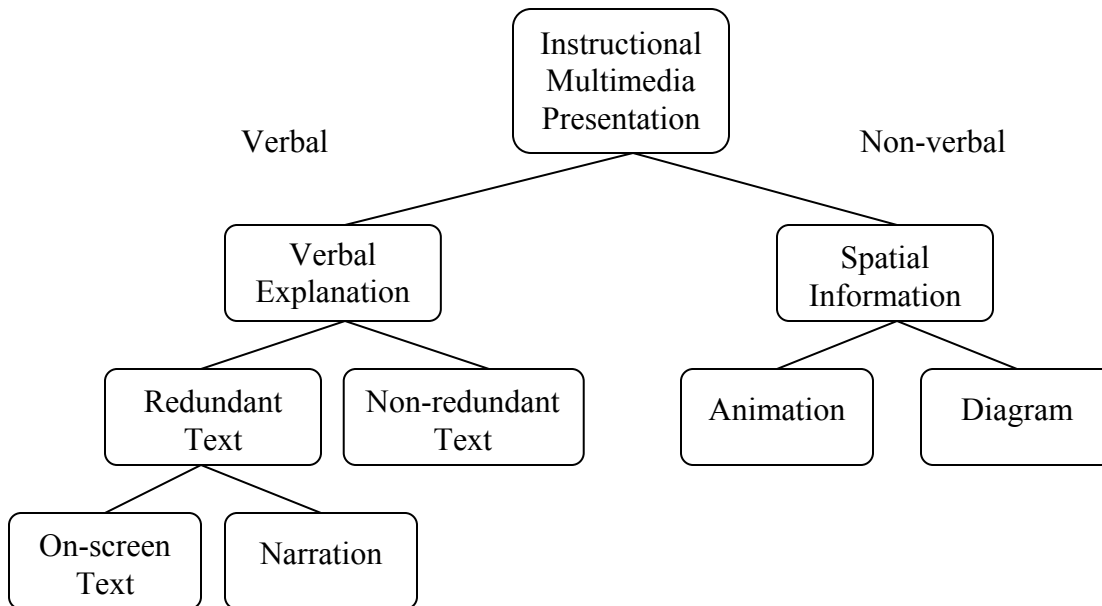 Instructional
Multimedia
Presentation
Verbal
Non-verbal
Verbal
Explanation
Spatial
Information
Redundant
Text
Non-redundant
Text
Animation
Diagram
On-screen
Text
Narration